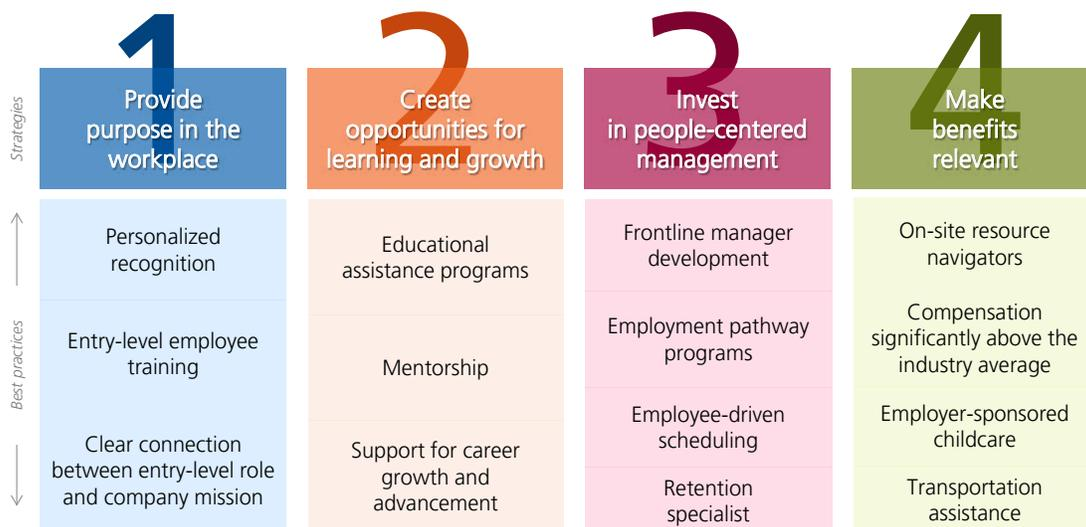 Strategies
1
Provide
purpose in the
workplace
2
Create
opportunities for
learning and growth
3
Invest
in people-centered
management
4
Make
benefits
relevant
Best practices
Personalized
recognition
Entry-level employee
training
Clear connection
between entry-level role
and company mission
Educational
assistance programs
Mentorship
Support for career
growth and
advancement
Frontline manager
development
Employment pathway
programs
Employee-driven
scheduling
Retention
specialist
On-site resource
navigators
Compensation
significantly above the
industry average
Employer-sponsored
childcare
Transportation
assistance